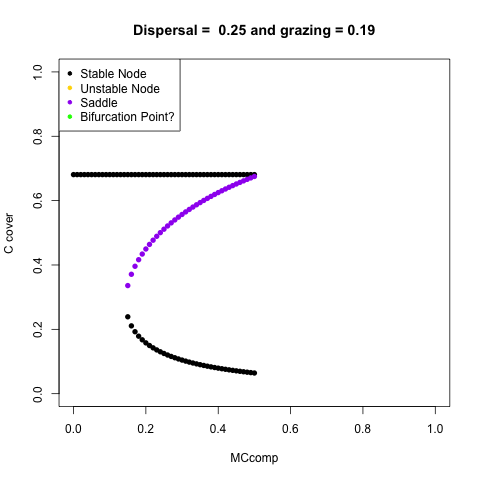 Dispersal =  0.25 and grazing = 0.19
Stable Node
Unstable Node
Saddle
Bifurcation Point?
C cover
1.0
0.8
0.6
0.4
0.2
0.0
0.0 0.2 0.4 0.6 0.8 1.0
MCcomp